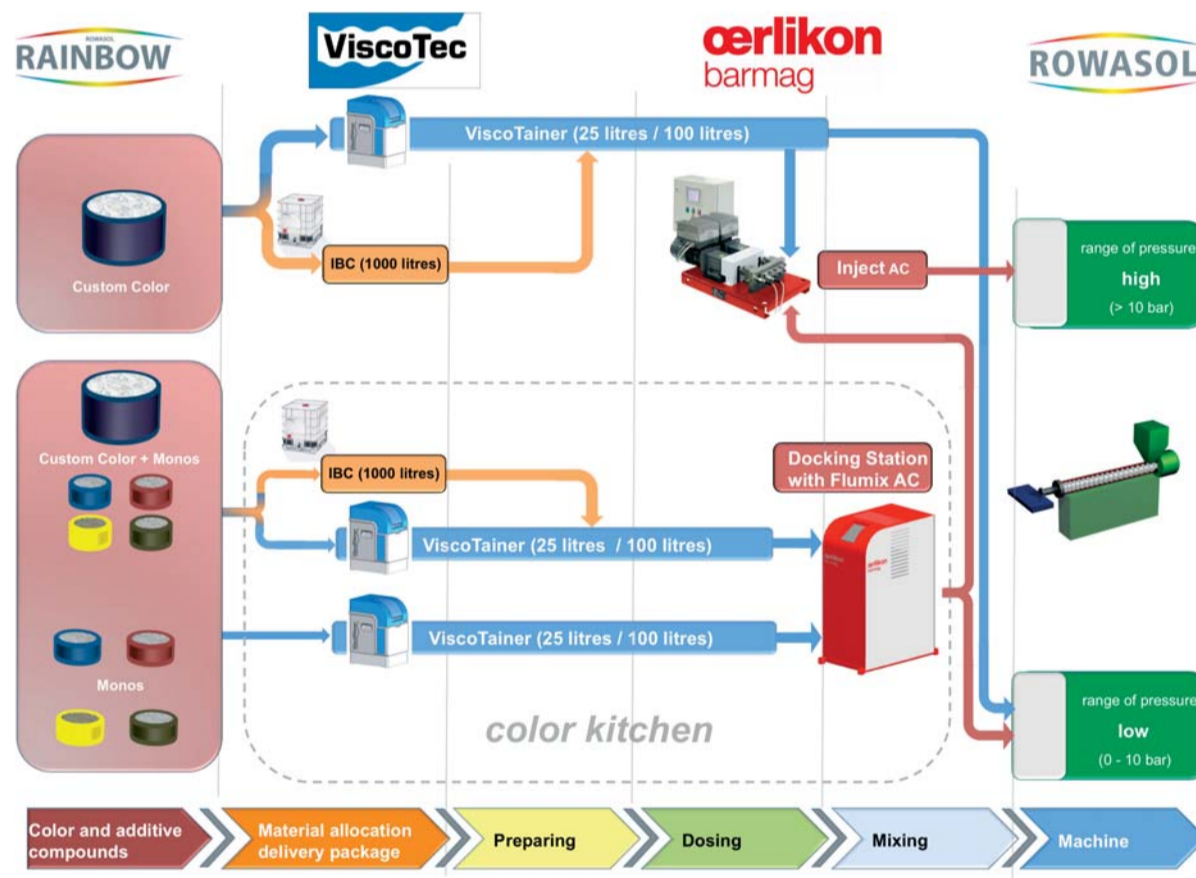 ROWASOL
RAINBOW
ViscoTec
œrlikon
barmag
ROWASOL
ViscoTainer (25 litres / 100 litres)
IBC (1000 litres)
Custom Color
Inject AC
range of pressure
high
(> 10 bar)
Custom Color + Monos
IBC (1000 litres)
Docking Station
with Flumix AC
ViscoTainer (25 litres / 100 litres)
œrlikon
barmag
ViscoTainer (25 litres / 100 litres)
Monos
color kitchen
range of pressure
low
(0 - 10 bar)
Color and additive
compounds
Material allocation
delivery package
Preparing
Dosing
Mixing
Machine